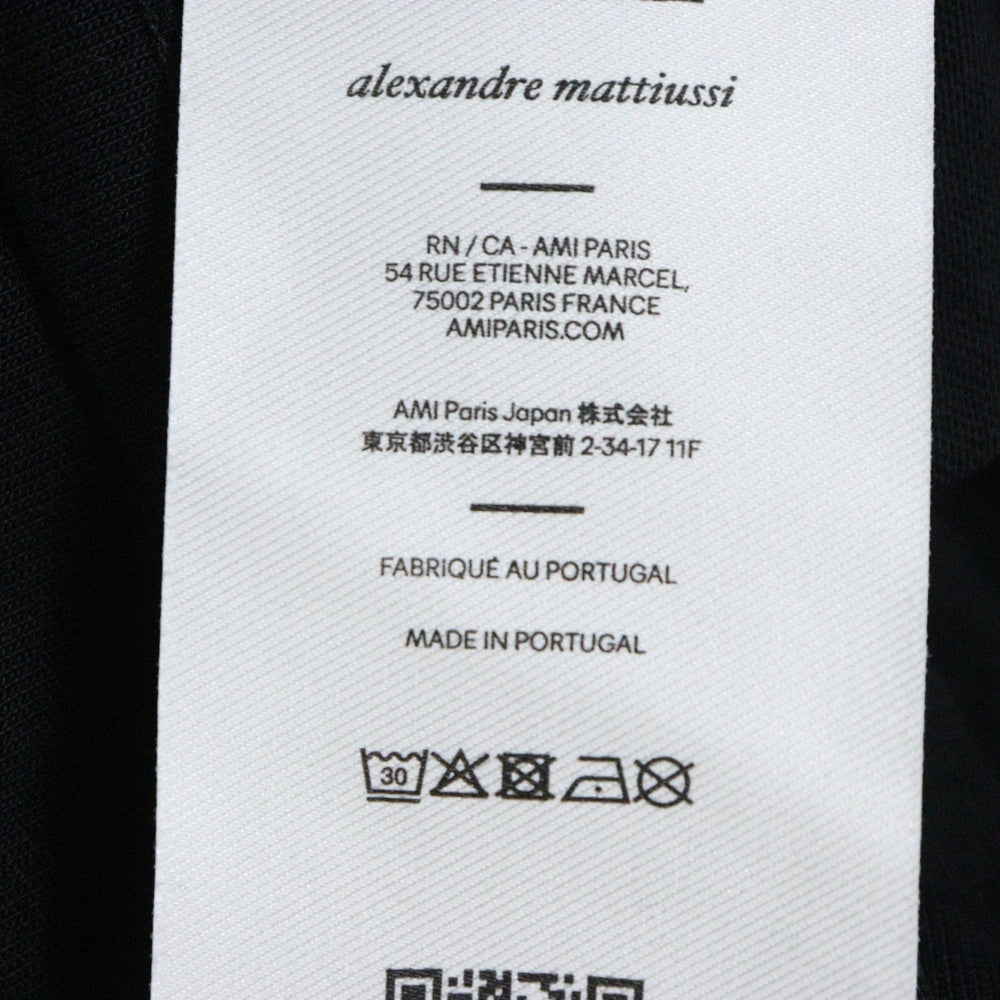 alexandre mattiussi
RN / CA - AMI PARIS
54 RUE ETIENNE MARCEL,
75002 PARIS FRANCE
AMIPARIS.COM
AMI Paris Japan 株式会社
東京都渋谷区神宮前 2-34-17 11F
FABRIQUÉ AU PORTUGAL
MADE IN PORTUGAL
30